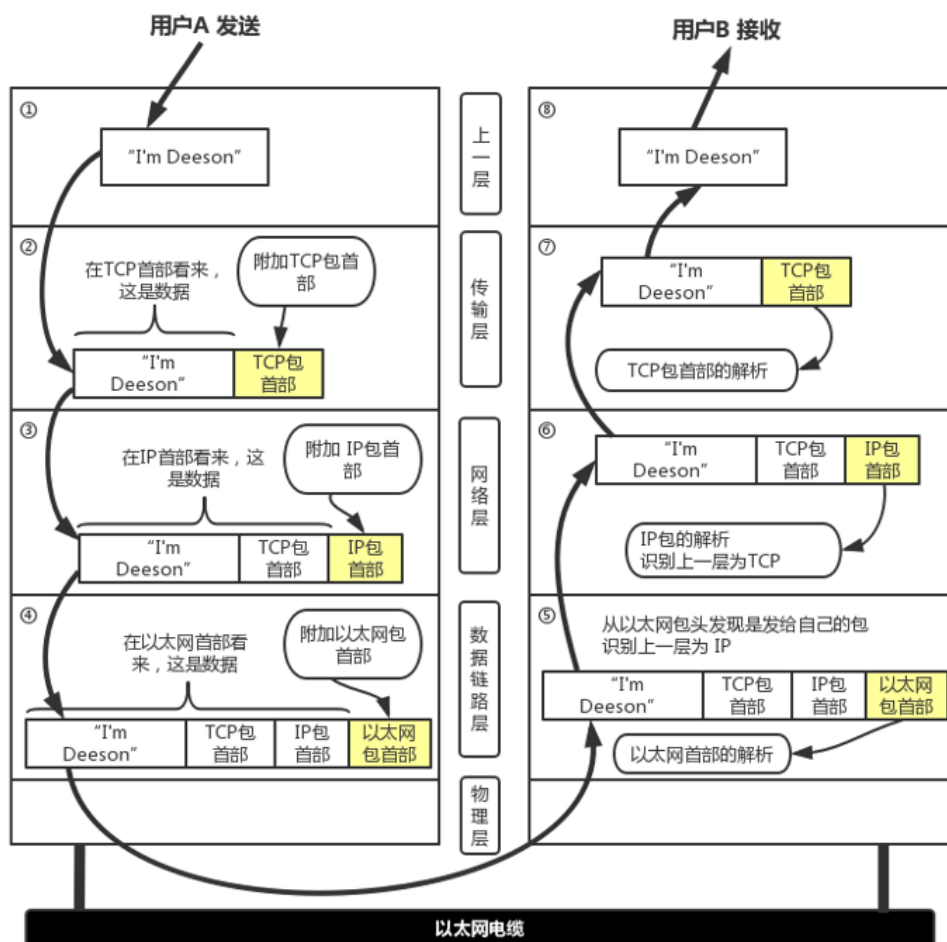 用户A 发送
用户B 接收
①
“I'm Deeson”
上一层
⑧
“I'm Deeson”
②
在TCP首部看来，
这是数据
附加TCP包首
部
“I'm
Deeson”
TCP包
首部
传输层
⑦
“I'm
Deeson”
TCP包
首部
TCP包首部的解析
③
在IP首部看来，这
是数据
附加 IP包首
部
“I'm
Deeson”
TCP包
首部
IP包
首部
网络层
⑥
“I'm
Deeson”
TCP包
首部
IP包
首部
IP包的解析
识别上一层为TCP
④
在以太网首部看
来，这是数据
附加以太网包
首部
“I'm
Deeson”
TCP包
首部
IP包
首部
以太网
包首部
数据链路层
⑤
从以太网包头发现是发给自己的包
识别上一层为 IP
“I'm
Deeson”
TCP包
首部
IP包
首部
以太网
包首部
以太网首部的解析
物理层
以太网电缆